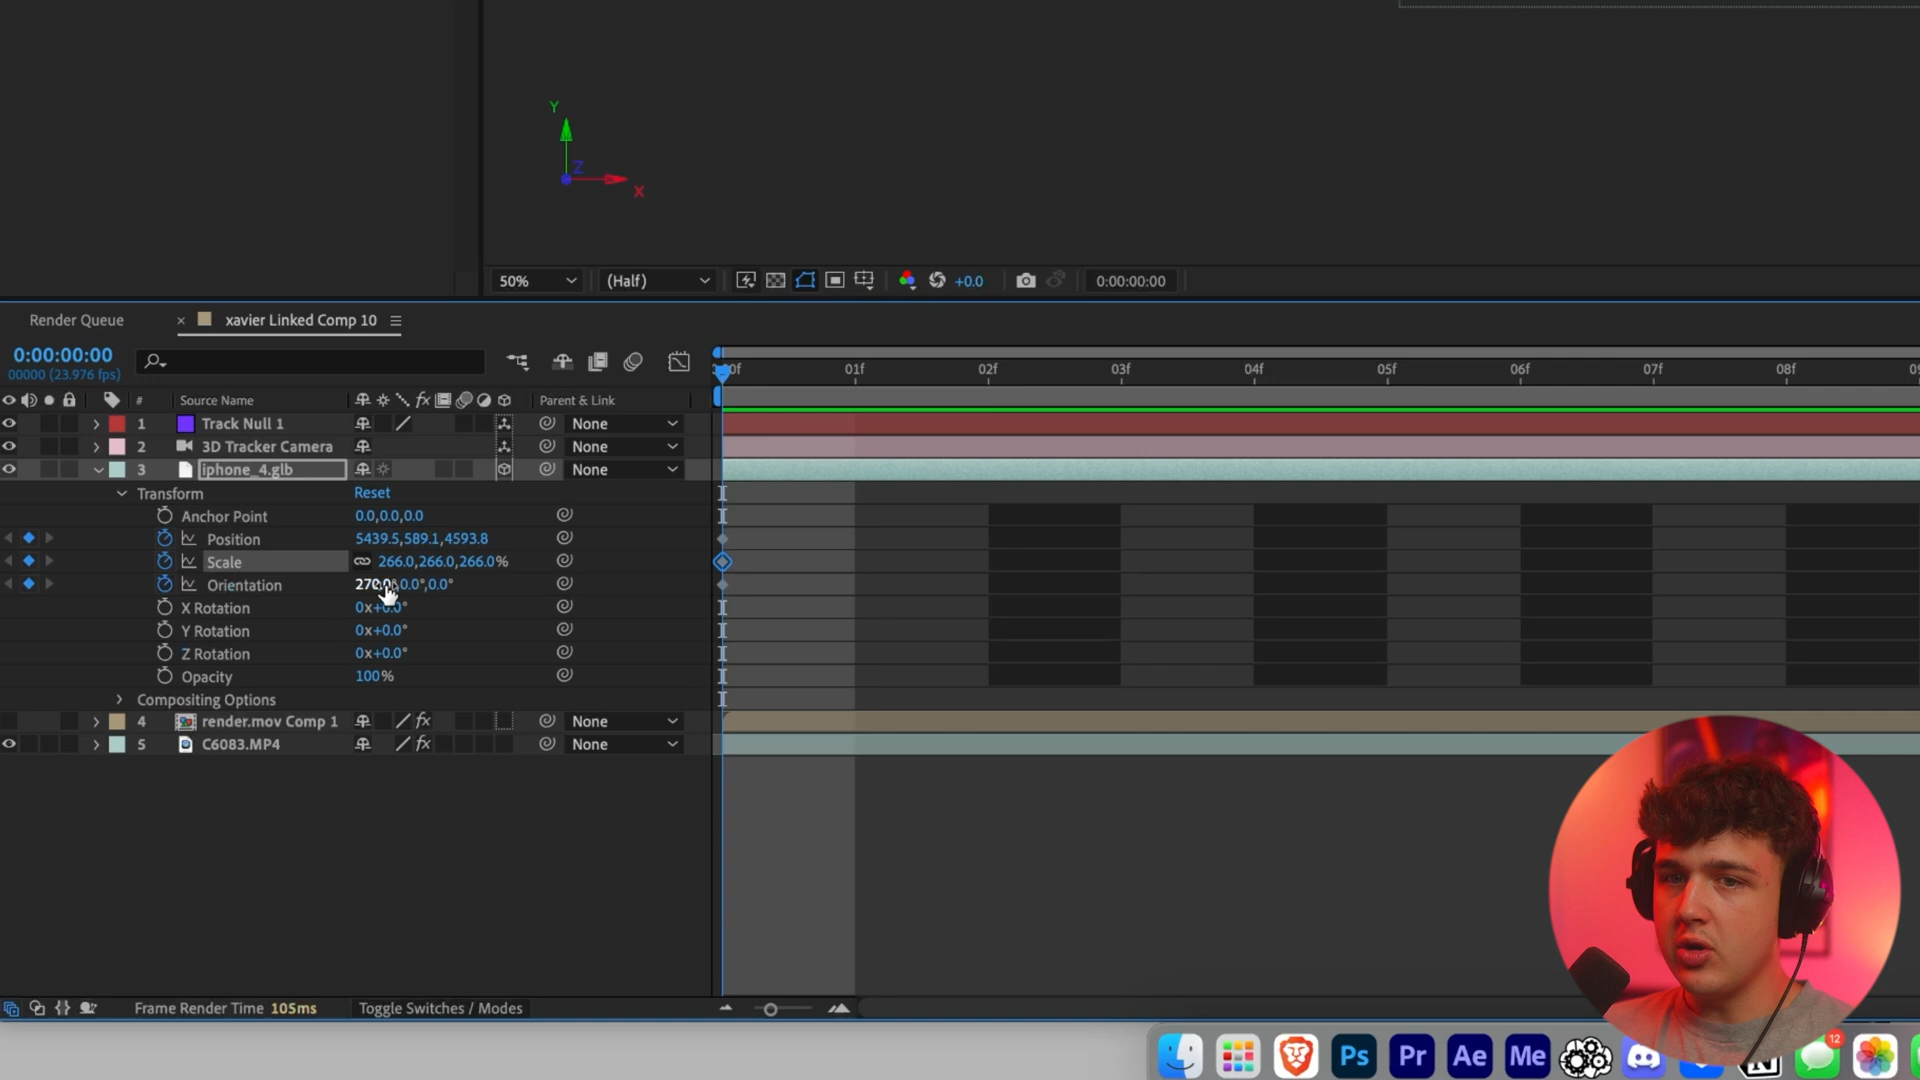 Y
Z
X
50%
(Half)
+0.0
0:00:00:00
Render Queue
× xavier Linked Comp 10
0:00:00:00
00000 (23.976 fps)
00f 01f 02f 03f 04f 05f 06f 07f 08f
# Source Name fx Parent & Link
1 Track Null 1 None
2 3D Tracker Camera None
3 iphone_4.glb None
Transform Reset
Anchor Point 0.0,0.0,0.0
Position 5439.5,589.1,4593.8
Scale 266.0,266.0,266.0%
Orientation 270.0°,0.0°,0.0°
X Rotation 0x+0.0°
Y Rotation 0x+0.0°
Z Rotation 0x+0.0°
Opacity 100%
Compositing Options
4 render.mov Comp 1 fx None
5 C6083.MP4 fx None
Frame Render Time 105ms Toggle Switches / Modes
Ps Pr Ae Me 12